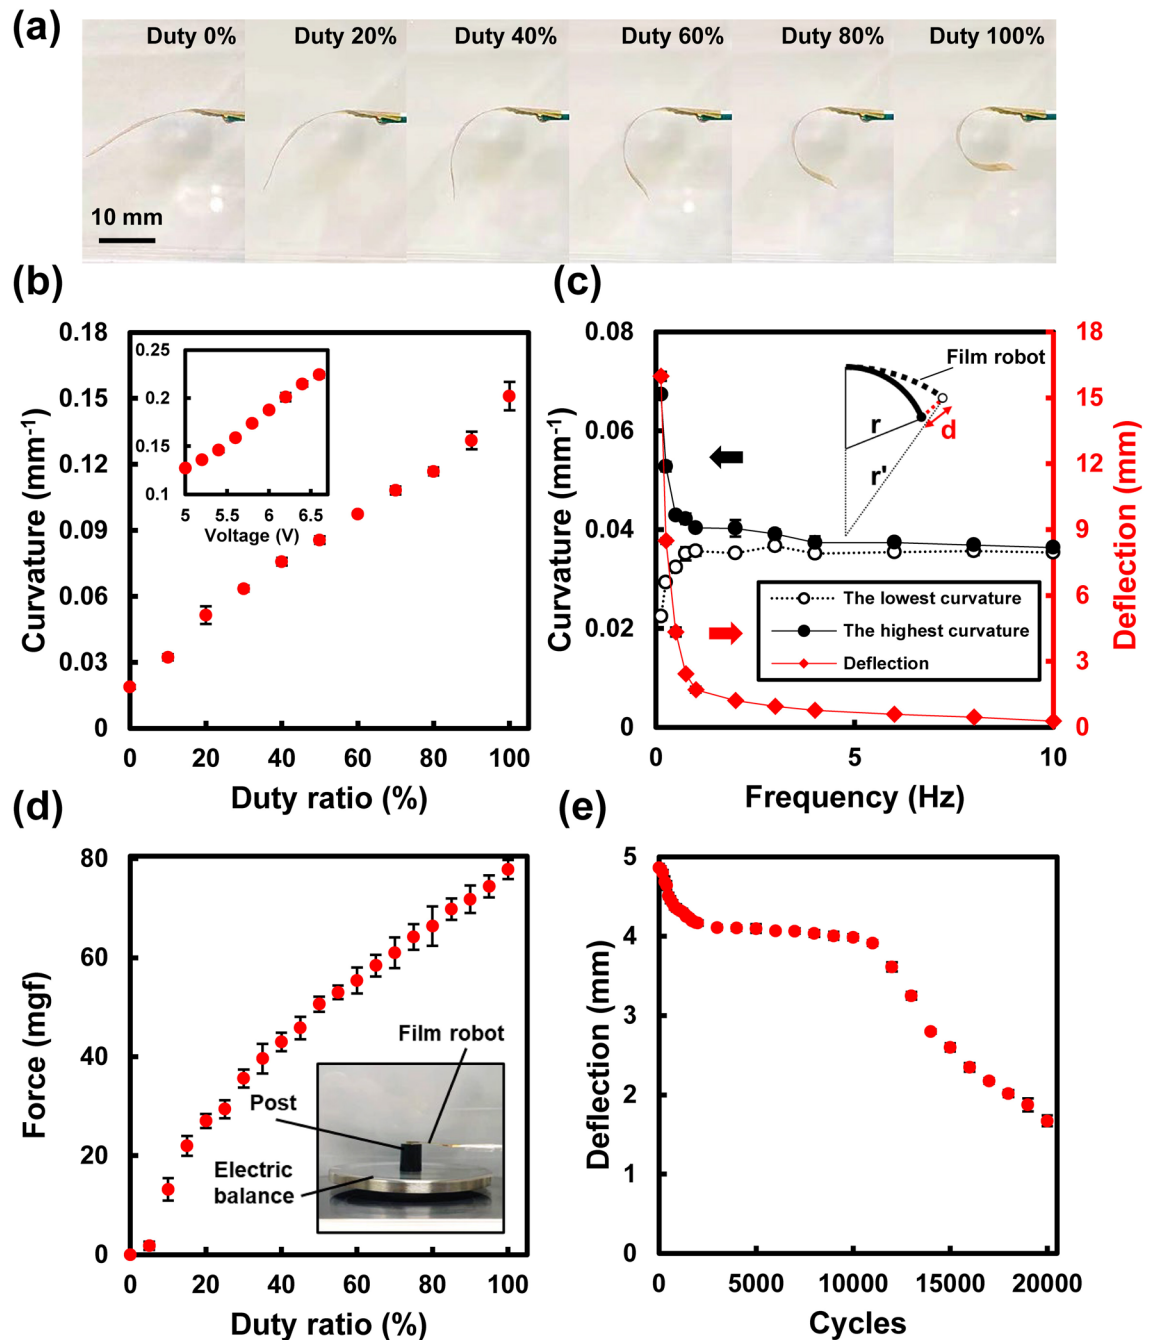 (a)
Duty 0%
Duty 20%
Duty 40%
Duty 60%
Duty 80%
Duty 100%
10 mm
(b)
Curvature (mm-1)
0.18
0.15
0.12
0.09
0.06
0.03
0
0
20
40
60
80
100
Duty ratio (%)
0.25
0.2
0.15
0.1
5
5.5
6
6.5
Voltage (V)
(c)
Curvature (mm-1)
0.08
0.06
0.04
0.02
0
0
5
10
Frequency (Hz)
18
15
12
9
6
3
0
Deflection (mm)
Film robot
r
d
r'
The lowest curvature
The highest curvature
Deflection
(d)
Force (mgf)
80
60
40
20
0
0
20
40
60
80
100
Duty ratio (%)
Film robot
Post
Electric
balance
(e)
Deflection (mm)
5
4
3
2
1
0
0
5000
10000
15000
20000
Cycles